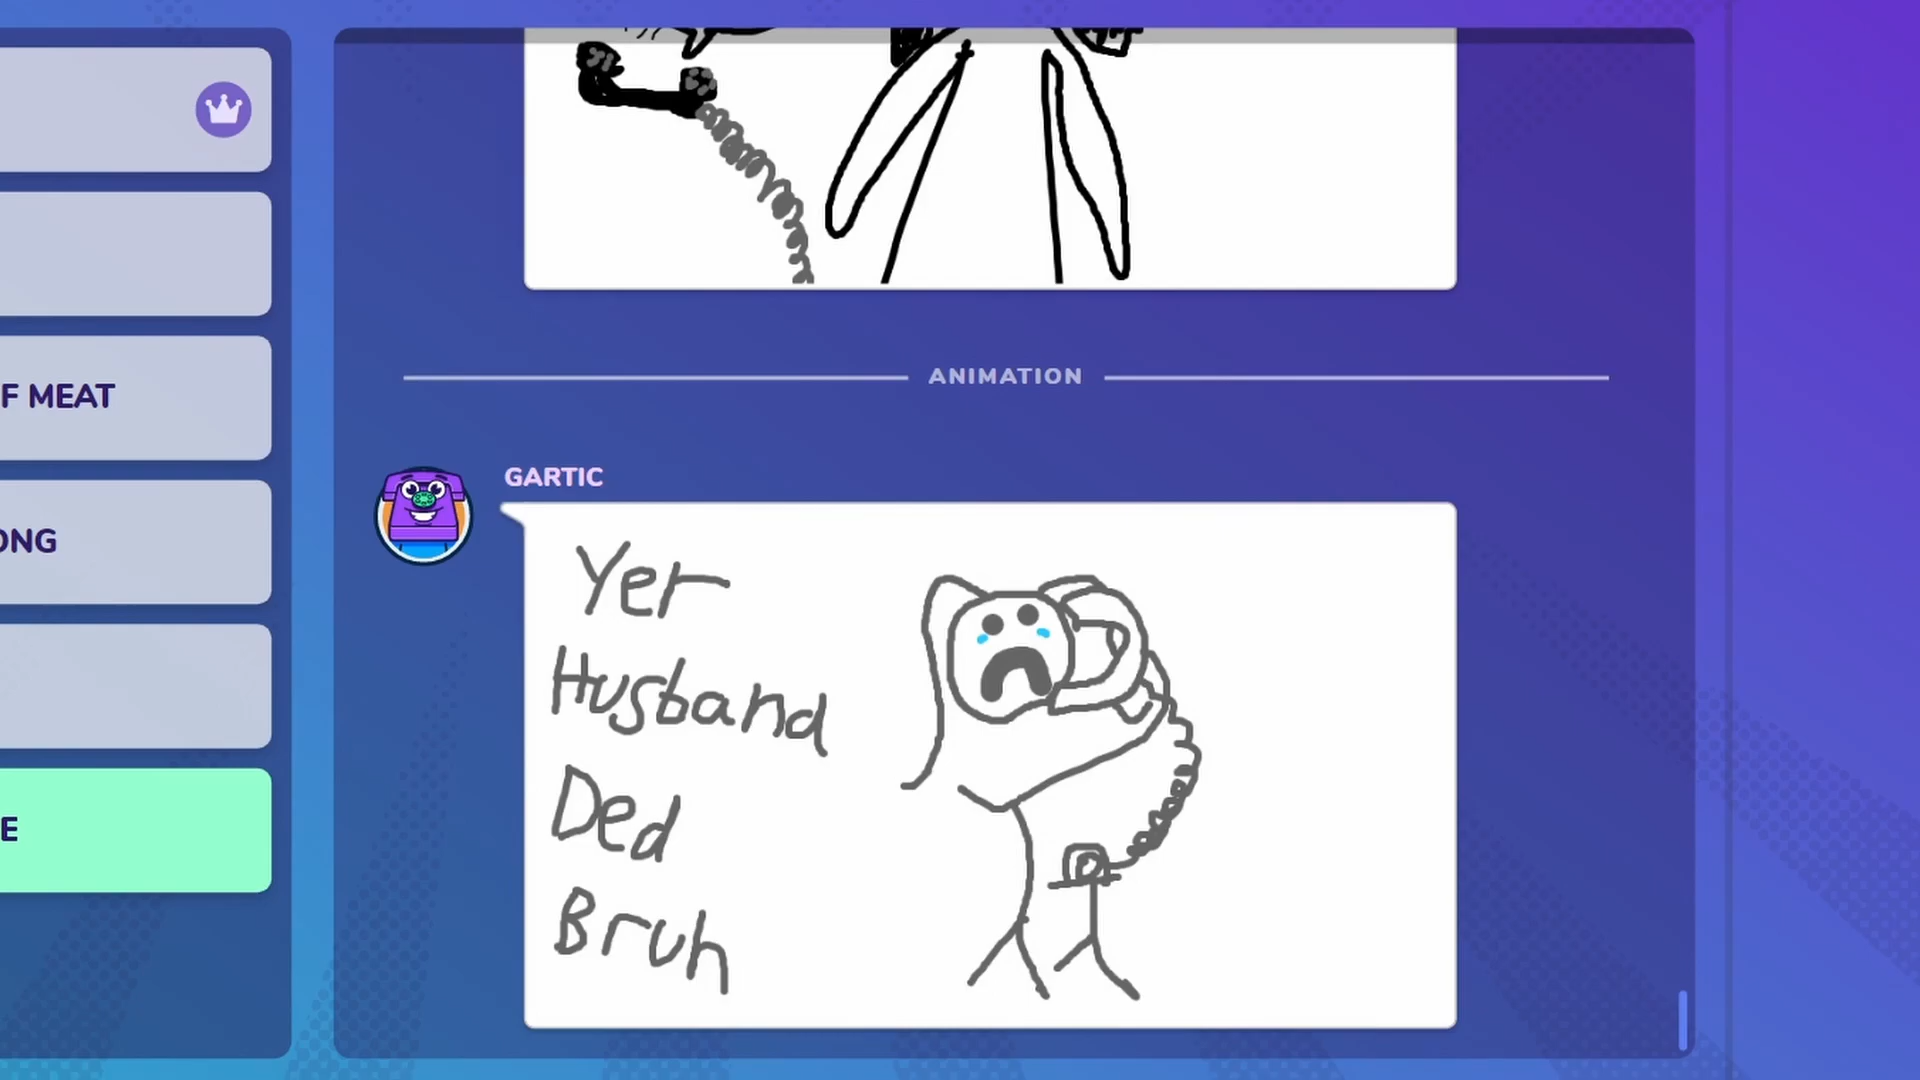 F MEAT
ONG
E
ANIMATION
GARTIC
Yer
Husband
Ded
Bruh